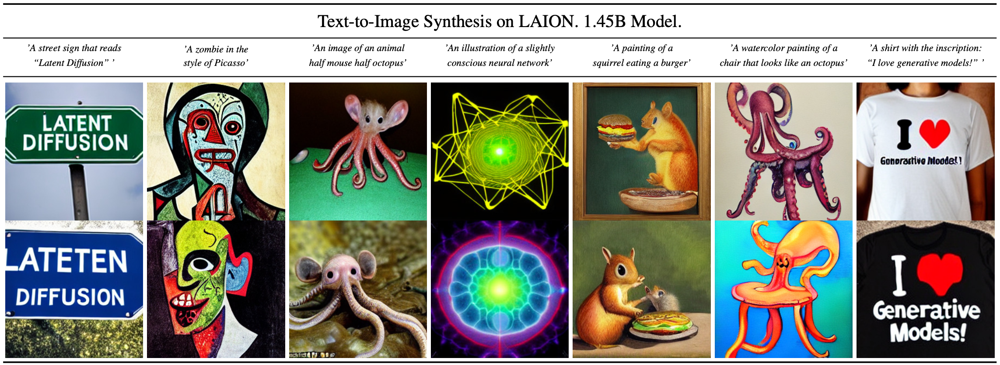 Text-to-Image Synthesis on LAION. 1.45B Model.
’A street sign that reads
“Latent Diffusion” ’
’A zombie in the
style of Picasso’
’An image of an animal
half mouse half octopus’
’An illustration of a slightly
conscious neural network’
’A painting of a
squirrel eating a burger’
’A watercolor painting of a
chair that looks like an octopus’
’A shirt with the inscription:
“I love generative models!” ’
LATENT
DIFFUSION
I
LATETEN
DIFFUSION
I
Generative
Models!